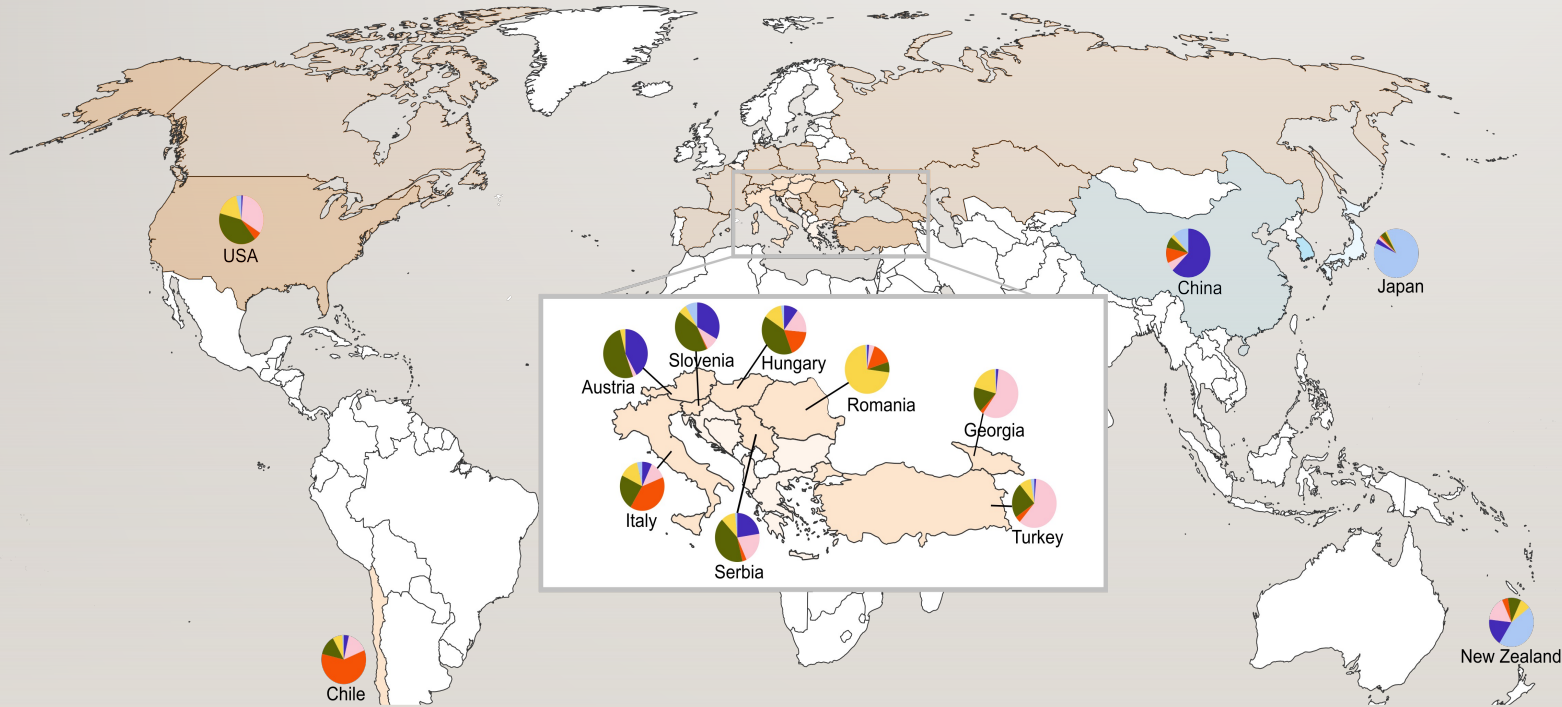 USA
China
Japan
Slovenia
Hungary
Austria
Romania
Georgia
Italy
Turkey
Serbia
New Zealand
Chile